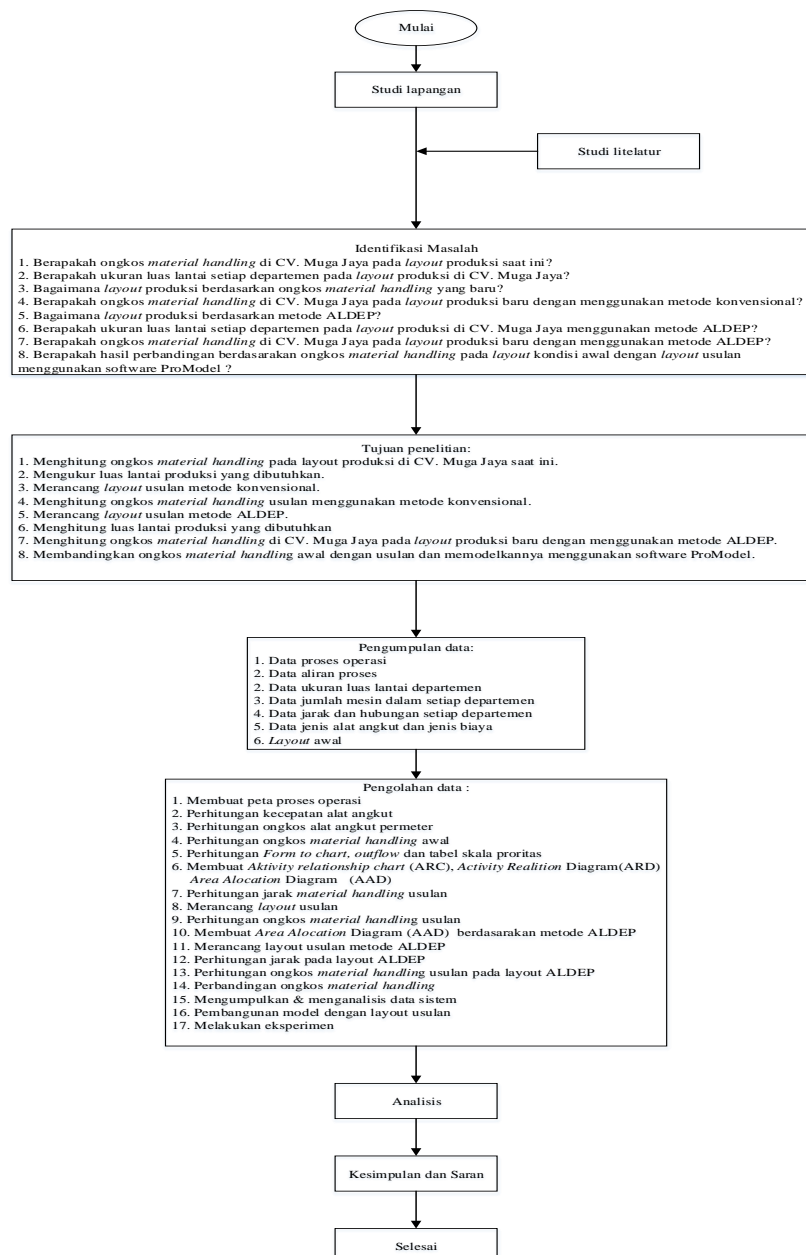 Mulai
Studi lapangan
Studi litelatur
Identifikasi Masalah
1. Berapakah ongkos material handling di CV. Muga Jaya pada layout produksi saat ini?
2. Berapakah ukuran luas lantai setiap departemen pada layout produksi di CV. Muga Jaya?
3. Bagaimana layout produksi berdasarkan ongkos material handling yang baru?
4. Berapakah ongkos material handling di CV. Muga Jaya pada layout produksi baru dengan menggunakan metode konvensional?
5. Bagaimana layout produksi berdasarkan metode ALDEP?
6. Berapakah ukuran luas lantai setiap departemen pada layout produksi di CV. Muga Jaya menggunakan metode ALDEP?
7. Berapakah ongkos material handling di CV. Muga Jaya pada layout produksi baru dengan menggunakan metode ALDEP?
8. Berapakah hasil perbandingan berdasarakan ongkos material handling pada layout kondisi awal dengan layout usulan
menggunakan software ProModel ?
Tujuan penelitian:
1. Menghitung ongkos material handling pada layout produksi di CV. Muga Jaya saat ini.
2. Mengukur luas lantai produksi yang dibutuhkan.
3. Merancang layout usulan metode konvensional.
4. Menghitung ongkos material handling usulan menggunakan metode konvensional.
5. Merancang layout usulan metode ALDEP.
6. Menghitung luas lantai produksi yang dibutuhkan
7. Menghitung ongkos material handling di CV. Muga Jaya pada layout produksi baru dengan menggunakan metode ALDEP.
8. Membandingkan ongkos material handling awal dengan usulan dan memodelkannya menggunakan software ProModel.
Pengumpulan data:
1. Data proses operasi
2. Data aliran proses
2. Data ukuran luas lantai departemen
3. Data jumlah mesin dalam setiap departemen
4. Data jarak dan hubungan setiap departemen
5. Data jenis alat angkut dan jenis biaya
6. Layout awal
Pengolahan data :
1. Membuat peta proses operasi
2. Perhitungan kecepatan alat angkut
3. Perhitungan ongkos alat angkut permeter
4. Perhitungan ongkos material handling awal
5. Perhitungan Form to chart, outflow dan tabel skala proritas
6. Membuat Aktivity relationship chart (ARC), Activity Realition Diagram(ARD)
Area Alocation Diagram (AAD)
7. Perhitungan jarak material handling usulan
8. Merancang layout usulan
9. Perhitungan ongkos material handling usulan
10. Membuat Area Alocation Diagram (AAD) berdasarakan metode ALDEP
11. Merancang layout usulan metode ALDEP
12. Perhitungan jarak pada layout ALDEP
13. Perhitungan ongkos material handling usulan pada layout ALDEP
14. Perbandingan ongkos material handling
15. Mengumpulkan & menganalisis data sistem
16. Pembangunan model dengan layout usulan
17. Melakukan eksperimen
Analisis
Kesimpulan dan Saran
Selesai